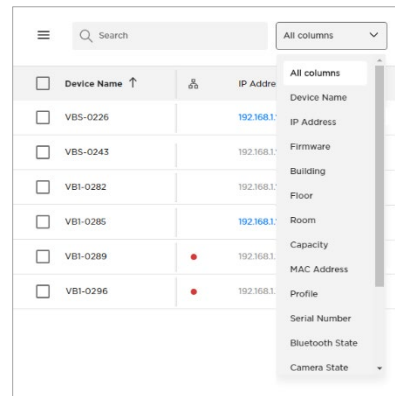 Search
All columns
Device Name ↑
IP Addre
VBS-0226
192.168.1.
VBS-0243
192.168.1.
VB1-0282
192.168.1.
VB1-0285
192.168.1.
VB1-0289
192.168.1.
VB1-0296
192.168.1.
All columns
Device Name
IP Address
Firmware
Building
Floor
Room
Capacity
MAC Address
Profile
Serial Number
Bluetooth State
Camera State